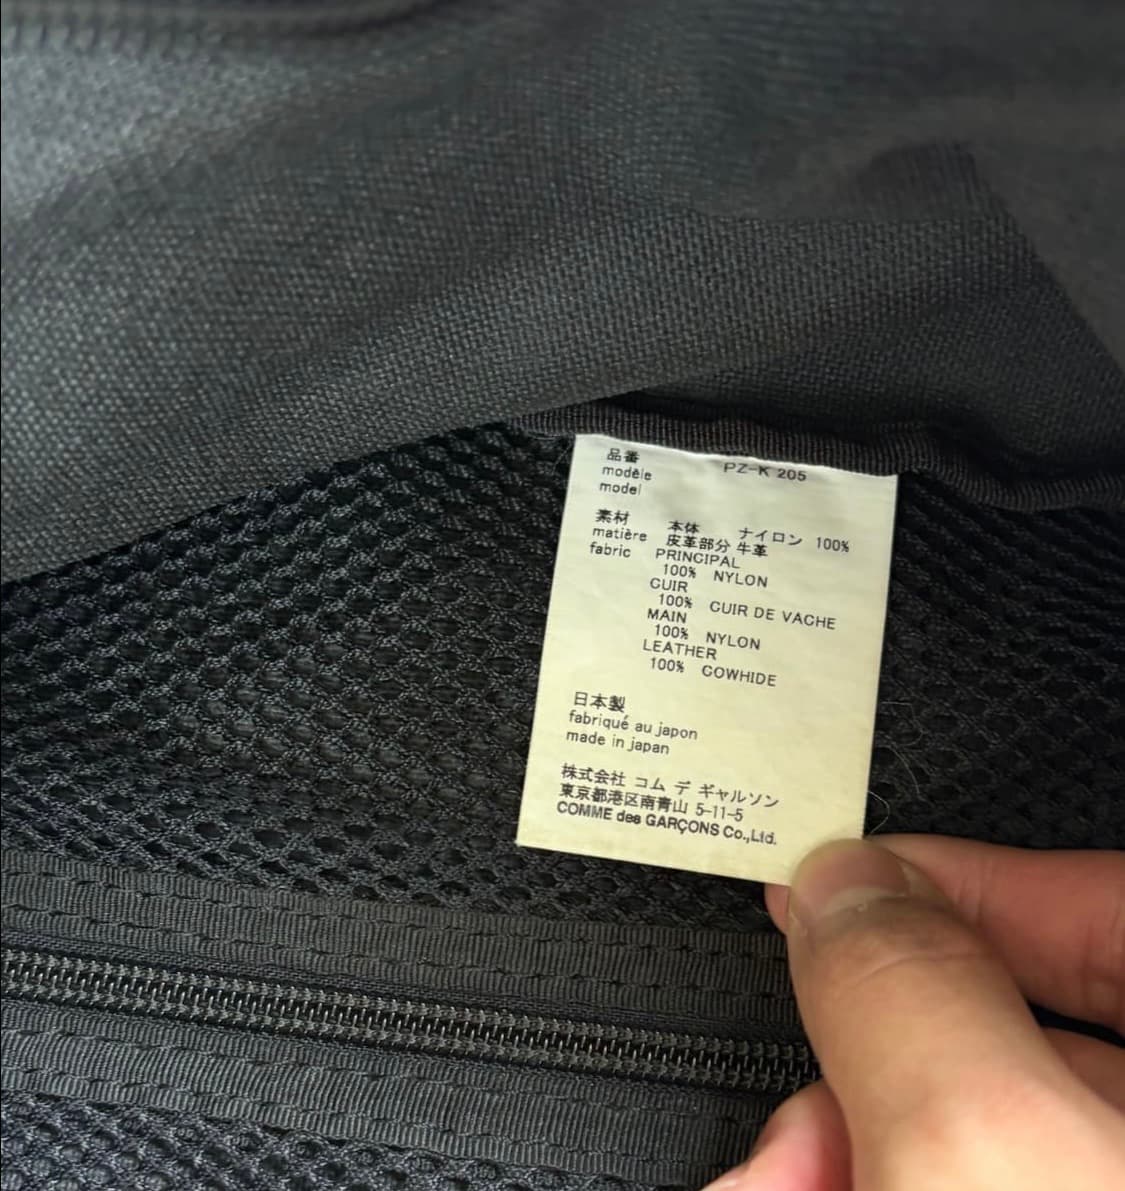 品番 PZ-K 205
modèle
model
素材 本体 ナイロン 100%
matière 皮革部分 牛革
fabric PRINCIPAL
100% NYLON
CUIR
100% CUIR DE VACHE
MAIN
100% NYLON
LEATHER
100% COWHIDE
日本製
fabriqué au japon
made in japan
株式会社 コム デ ギャルソン
東京都港区南青山 5-11-5
COMME des GARÇONS Co.,Ltd.